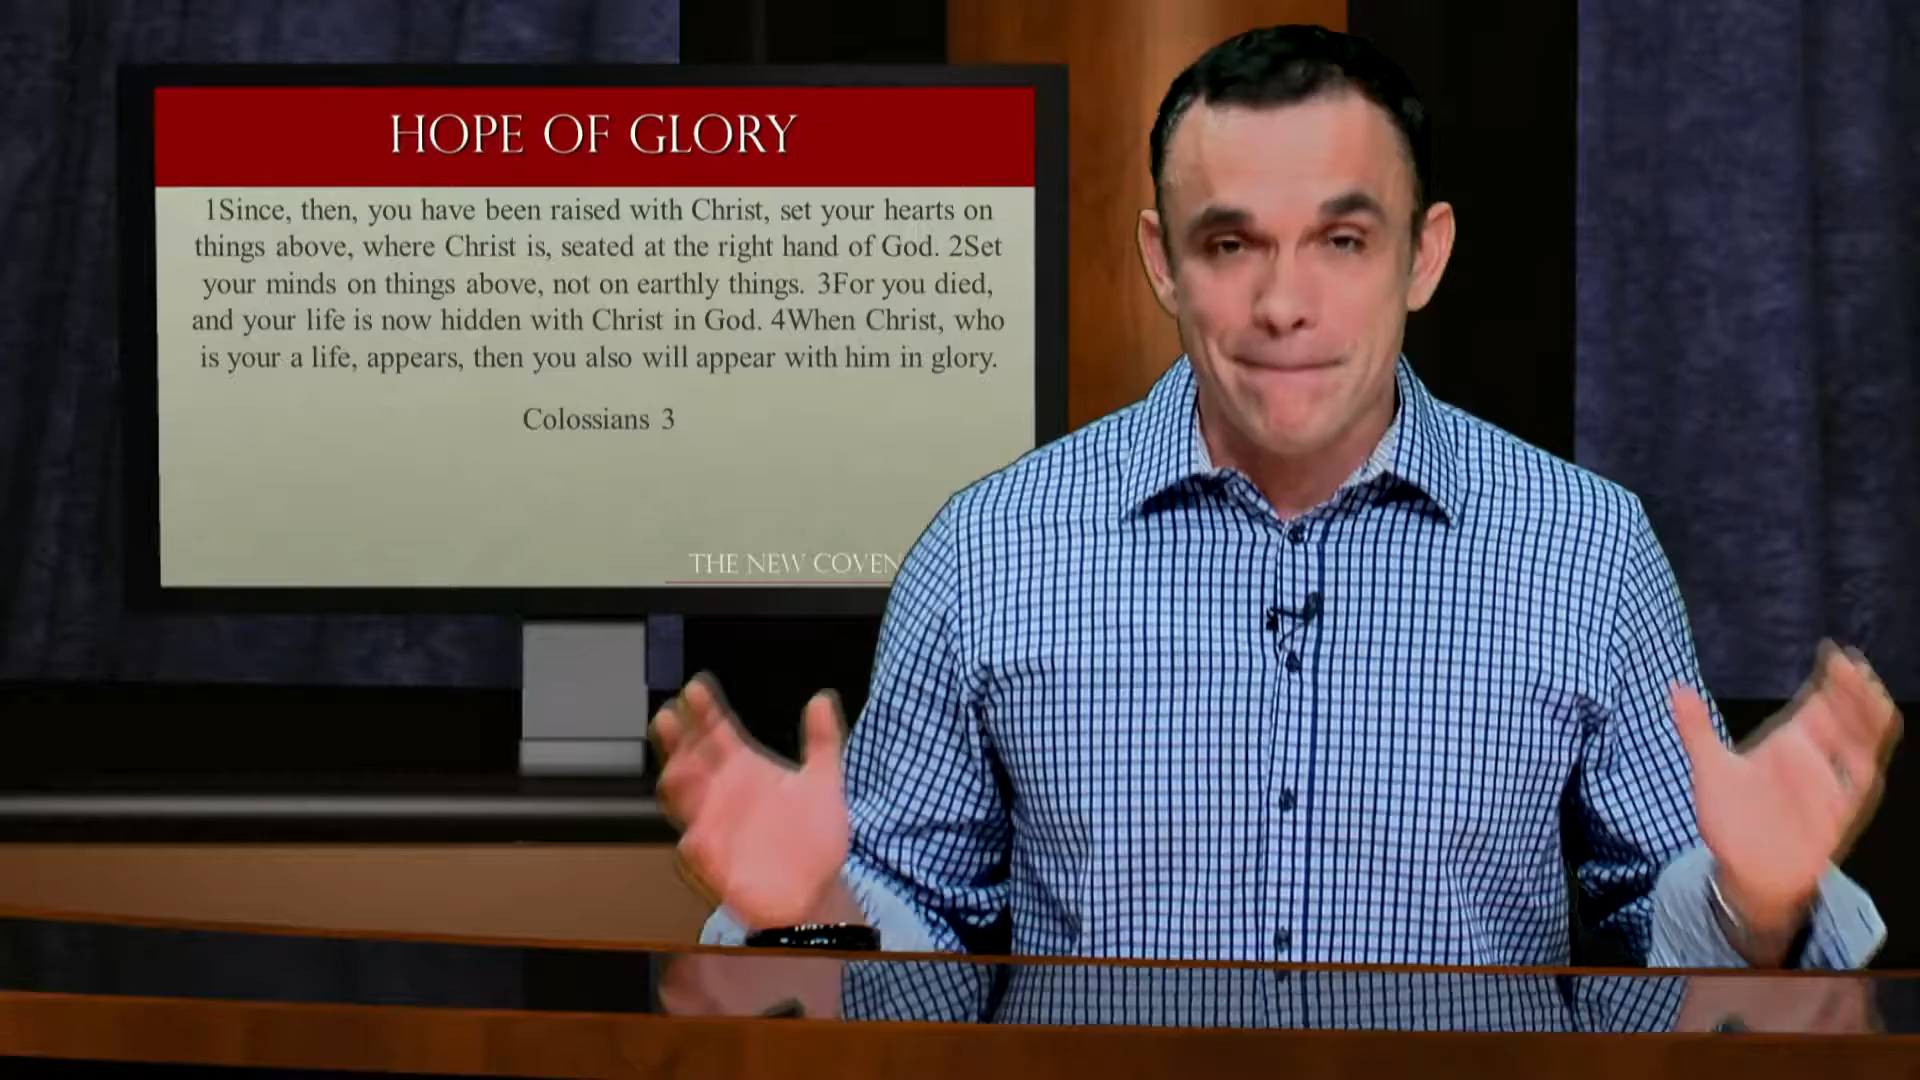 HOPE OF GLORY
1Since, then, you have been raised with Christ, set your hearts on
things above, where Christ is, seated at the right hand of God. 2Set
your minds on things above, not on earthly things. 3For you died,
and your life is now hidden with Christ in God. 4When Christ, who
is your a life, appears, then you also will appear with him in glory.
Colossians 3
THE NEW COVEN